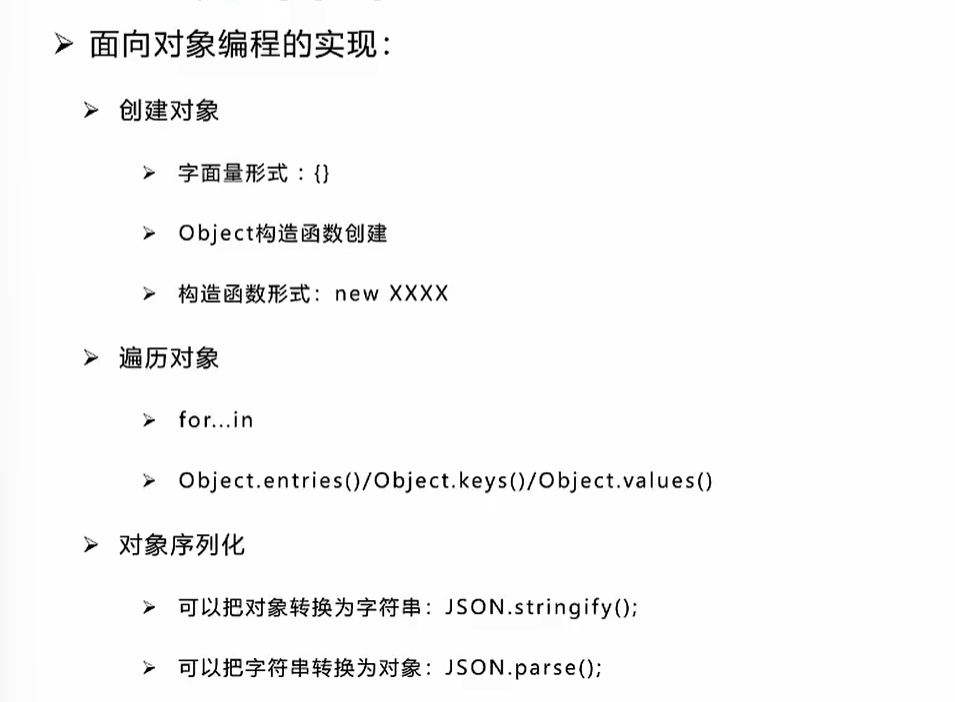 ➢ 面向对象编程的实现：
➢ 创建对象
➢ 字面量形式：{}
➢ Object构造函数创建
➢ 构造函数形式：new XXXX
➢ 遍历对象
➢ for...in
➢ Object.entries()/Object.keys()/Object.values()
➢ 对象序列化
➢ 可以把对象转换为字符串：JSON.stringify();
➢ 可以把字符串转换为对象：JSON.parse();